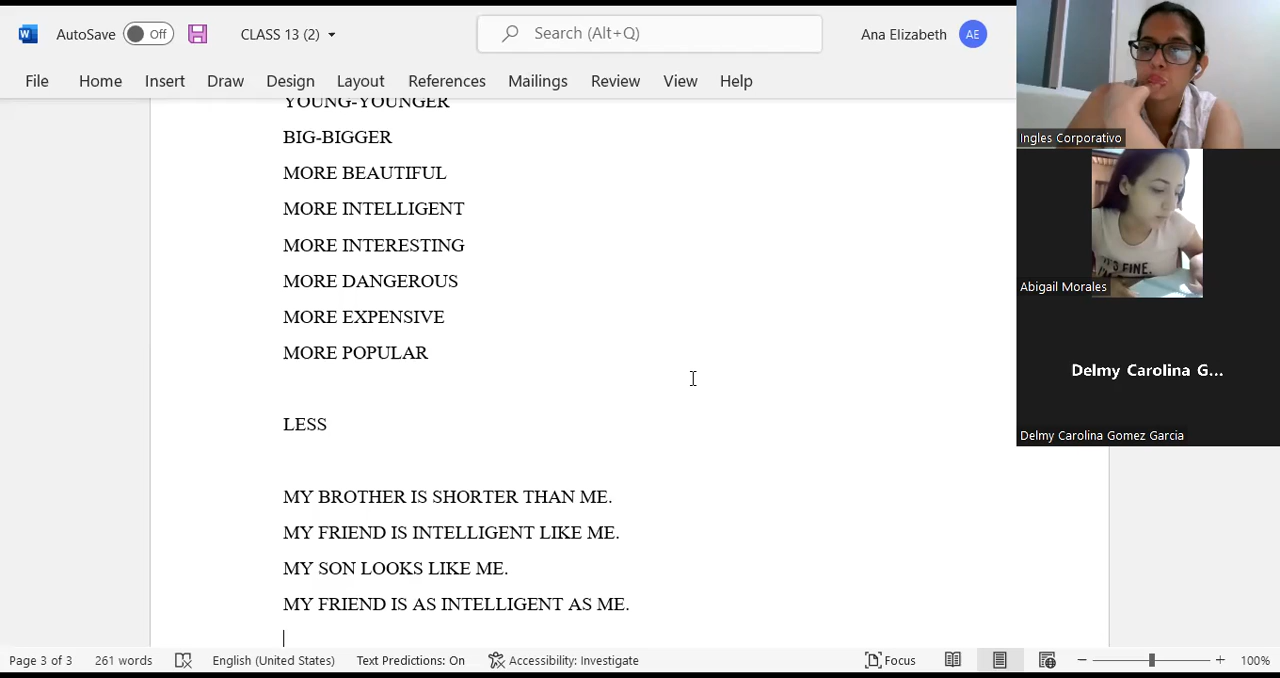 AutoSave Off CLASS 13 (2) Search (Alt+Q) Ana Elizabeth AE
File Home Insert Draw Design Layout References Mailings Review View Help
YOUNG-YOUNGER
BIG-BIGGER
MORE BEAUTIFUL
MORE INTELLIGENT
MORE INTERESTING
MORE DANGEROUS
MORE EXPENSIVE
MORE POPULAR
LESS
MY BROTHER IS SHORTER THAN ME.
MY FRIEND IS INTELLIGENT LIKE ME.
MY SON LOOKS LIKE ME.
MY FRIEND IS AS INTELLIGENT AS ME.
Ingles Corporativo
IT'S FINE.
Abigail Morales
Delmy Carolina G...
Delmy Carolina Gomez Garcia
Page 3 of 3 261 words English (United States) Text Predictions: On Accessibility: Investigate Focus 100%